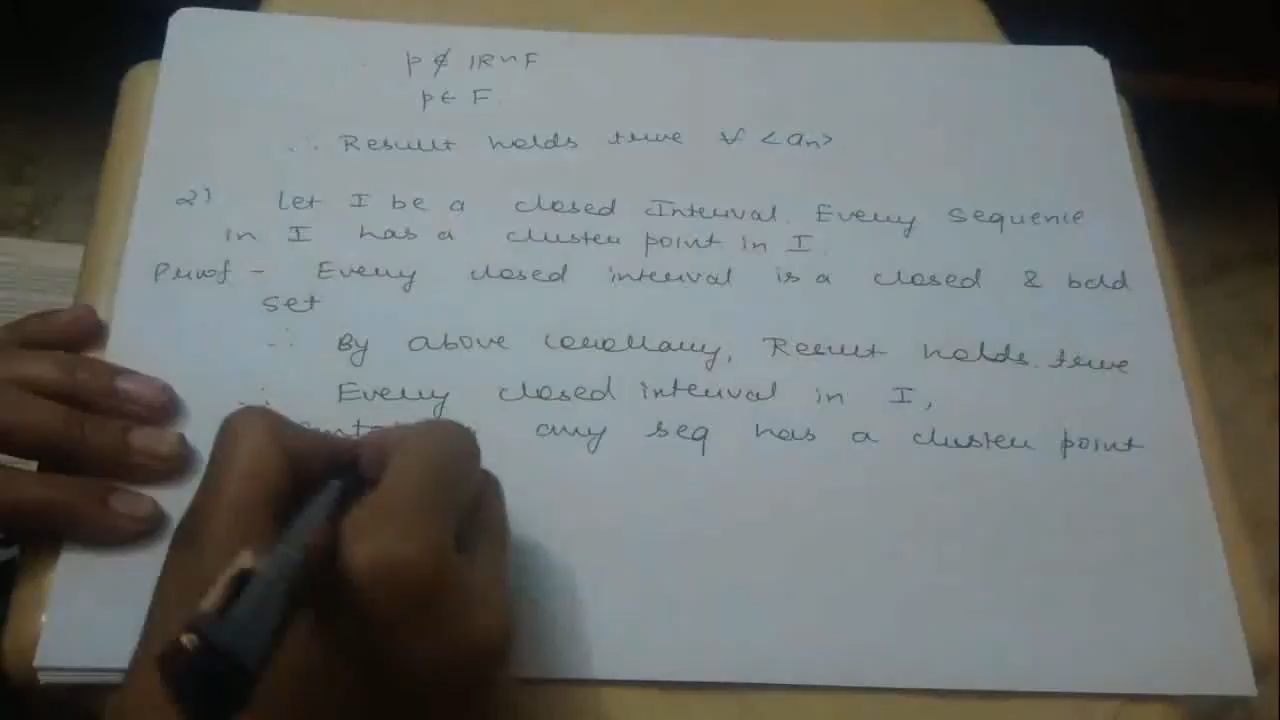 p ∉ IR ~ F
p ∈ F
∴ Result holds true ∀ <an>
2) Let I be a closed Interval. Every sequence
in I has a cluster point in I.
Proof - Every closed interval is a closed & bdd
set
∴ By above corollary, Result holds true
∴ Every closed interval in I,
any seq has a cluster point